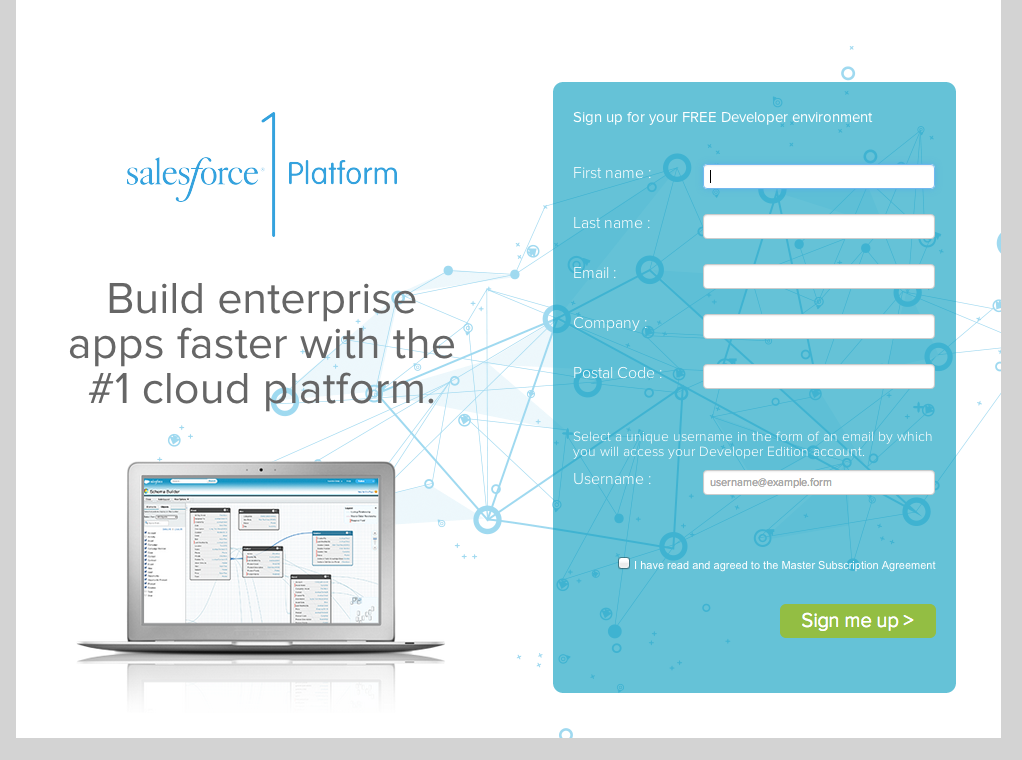 salesforce 1 Platform
Build enterprise
apps faster with the
#1 cloud platform.
Schema Builder
Sign up for your FREE Developer environment
First name :
Last name :
Email :
Company :
Postal Code :
Select a unique username in the form of an email by which
you will access your Developer Edition account.
Username :
username@example.form
I have read and agreed to the Master Subscription Agreement
Sign me up >